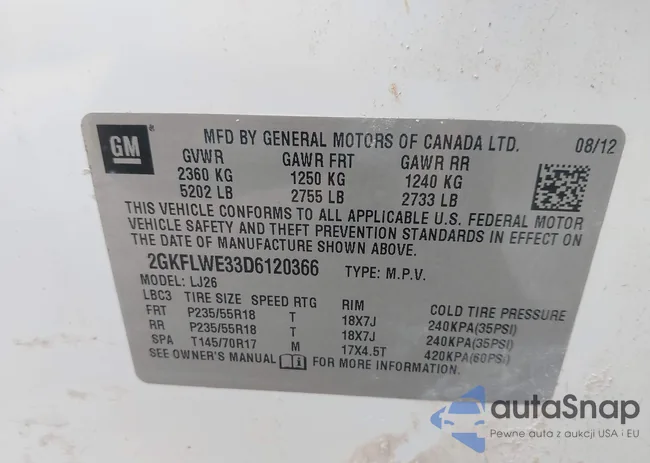 GM
MFD BY GENERAL MOTORS OF CANADA LTD. 08/12
GVWR GAWR FRT GAWR RR
2360 KG 1250 KG 1240 KG
5202 LB 2755 LB 2733 LB
THIS VEHICLE CONFORMS TO ALL APPLICABLE U.S. FEDERAL MOTOR
VEHICLE SAFETY AND THEFT PREVENTION STANDARDS IN EFFECT ON
THE DATE OF MANUFACTURE SHOWN ABOVE.
2GKFLWE33D6120366 TYPE: M.P.V.
MODEL: LJ26
LBC3 TIRE SIZE SPEED RTG RIM COLD TIRE PRESSURE
FRT P235/55R18 T 18X7J 240KPA(35PSI)
RR P235/55R18 T 18X7J 240KPA(35PSI)
SPA T145/70R17 M 17X4.5T 420KPA(60PSI)
SEE OWNER'S MANUAL FOR MORE INFORMATION
autaSnap
Pewne auta z aukcji USA i EU